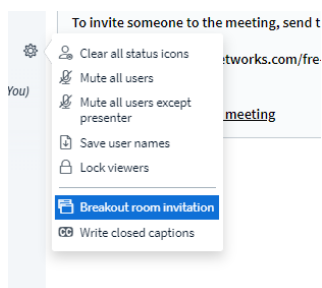 To invite someone to the meeting, send t
Clear all status icons
etworks.com/fre
Mute all users
You)
Mute all users except
presenter
meeting
Save user names
Lock viewers
Breakout room invitation
CC Write closed captions